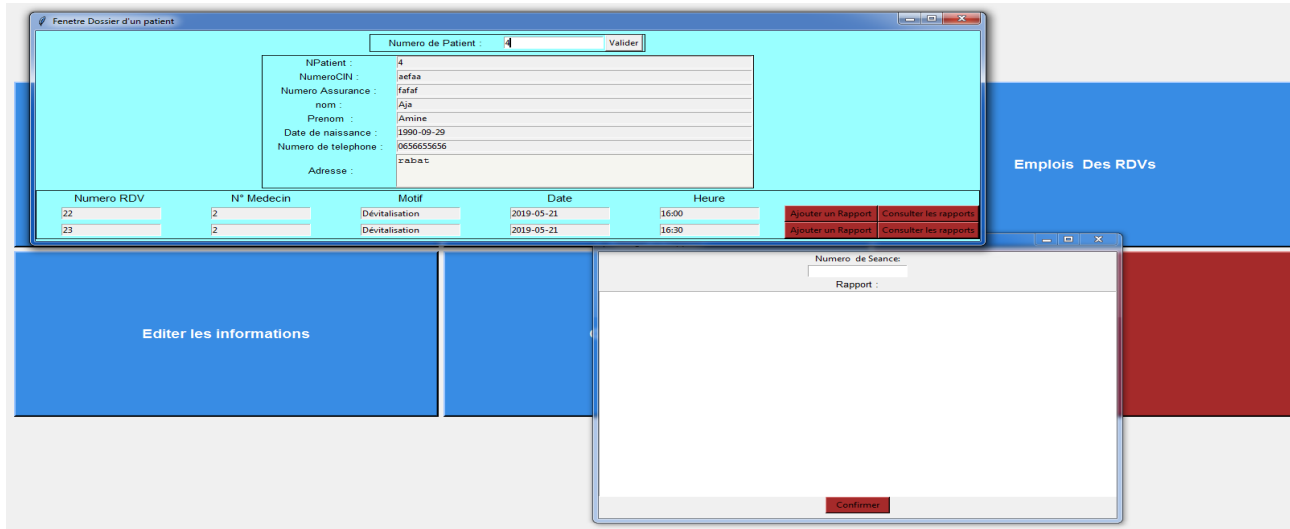 Fenetre Dossier d'un patient
Numero de Patient : 4 Valider
NPatient : 4
NumeroCIN : aefaa
Numero Assurance : fafaf
nom : Aja
Prenom : Amine
Date de naissance : 1990-09-29
Numero de telephone : 0656655656
Adresse : rabat
Numero RDV N° Medecin Motif Date Heure
22 2 Dévitalisation 2019-05-21 16:00 Ajouter un Rapport Consulter les rapports
23 2 Dévitalisation 2019-05-21 16:30 Ajouter un Rapport Consulter les rapports
Emplois Des RDVs
Editer les informations
Numero de Seance:
Rapport :
Confirmer